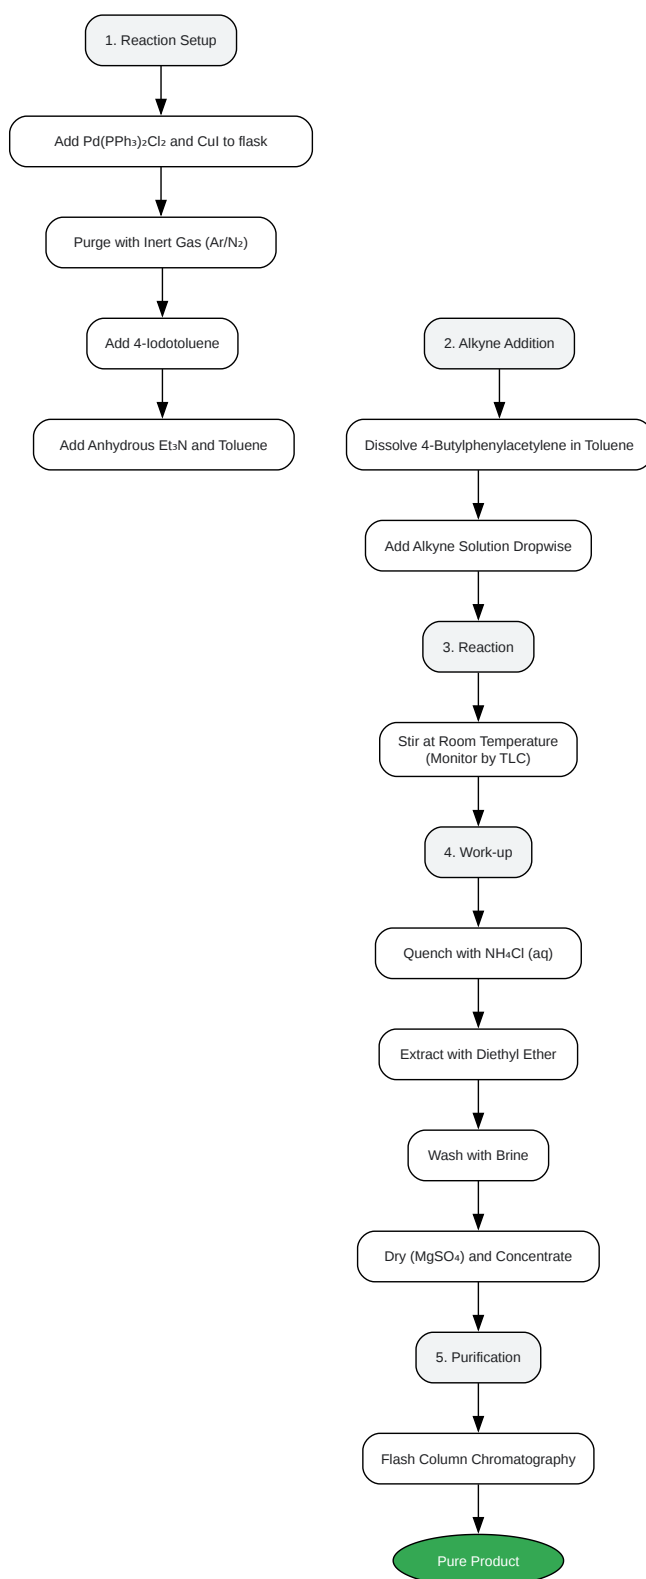 1. Reaction Setup
Add Pd(PPh₃)₂Cl₂ and CuI to flask
Purge with Inert Gas (Ar/N₂)
Add 4-Iodotoluene
Add Anhydrous Et₃N and Toluene
2. Alkyne Addition
Dissolve 4-Butylphenylacetylene in Toluene
Add Alkyne Solution Dropwise
3. Reaction
Stir at Room Temperature
(Monitor by TLC)
4. Work-up
Quench with NH₄Cl (aq)
Extract with Diethyl Ether
Wash with Brine
Dry (MgSO₄) and Concentrate
5. Purification
Flash Column Chromatography
Pure Product